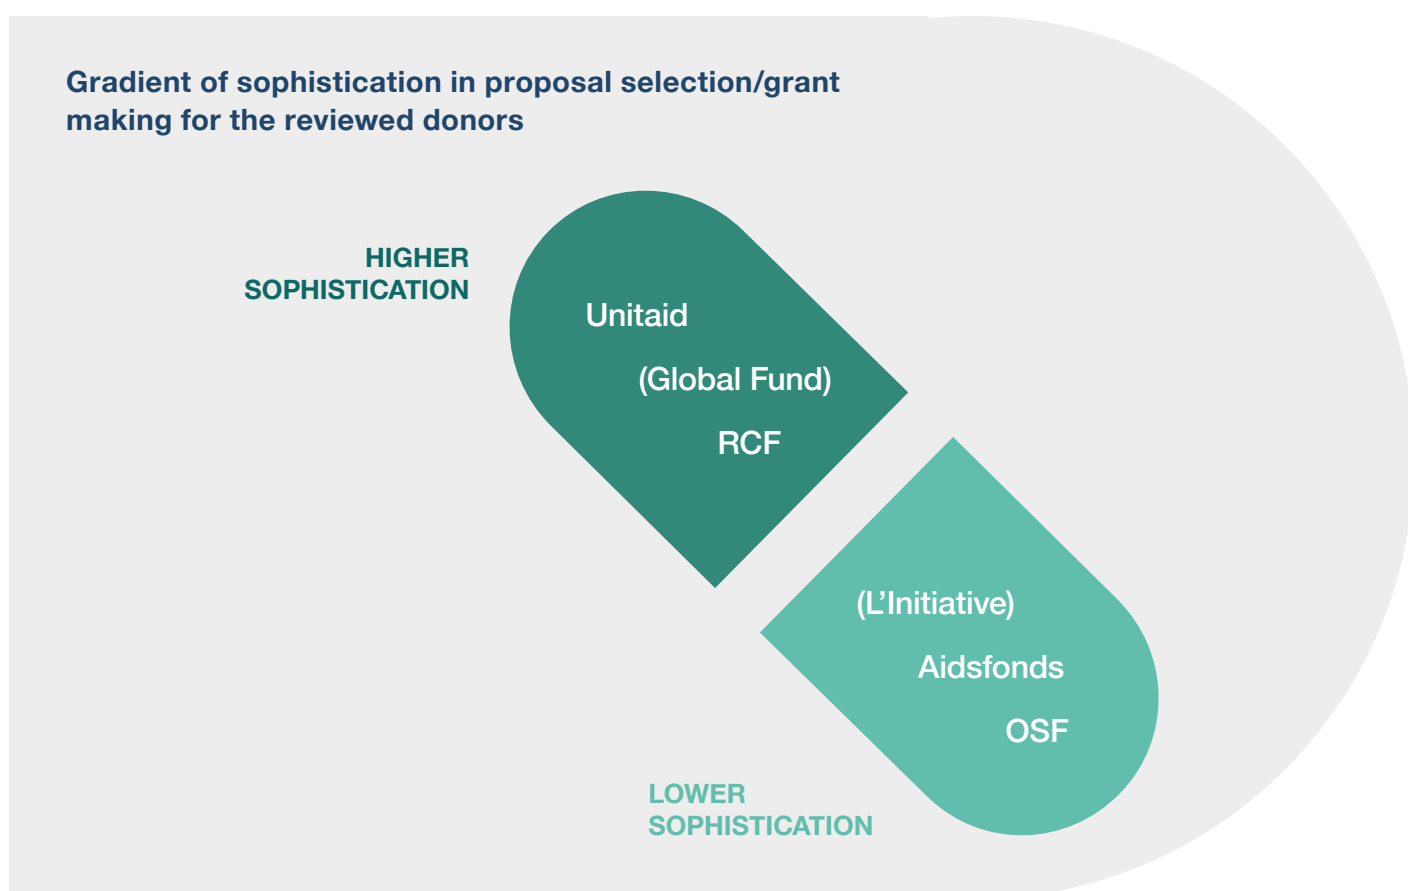 Gradient of sophistication in proposal selection/grant
making for the reviewed donors
HIGHER
SOPHISTICATION
Unitaid
(Global Fund)
RCF
(L’Initiative)
Aidsfonds
OSF
LOWER
SOPHISTICATION